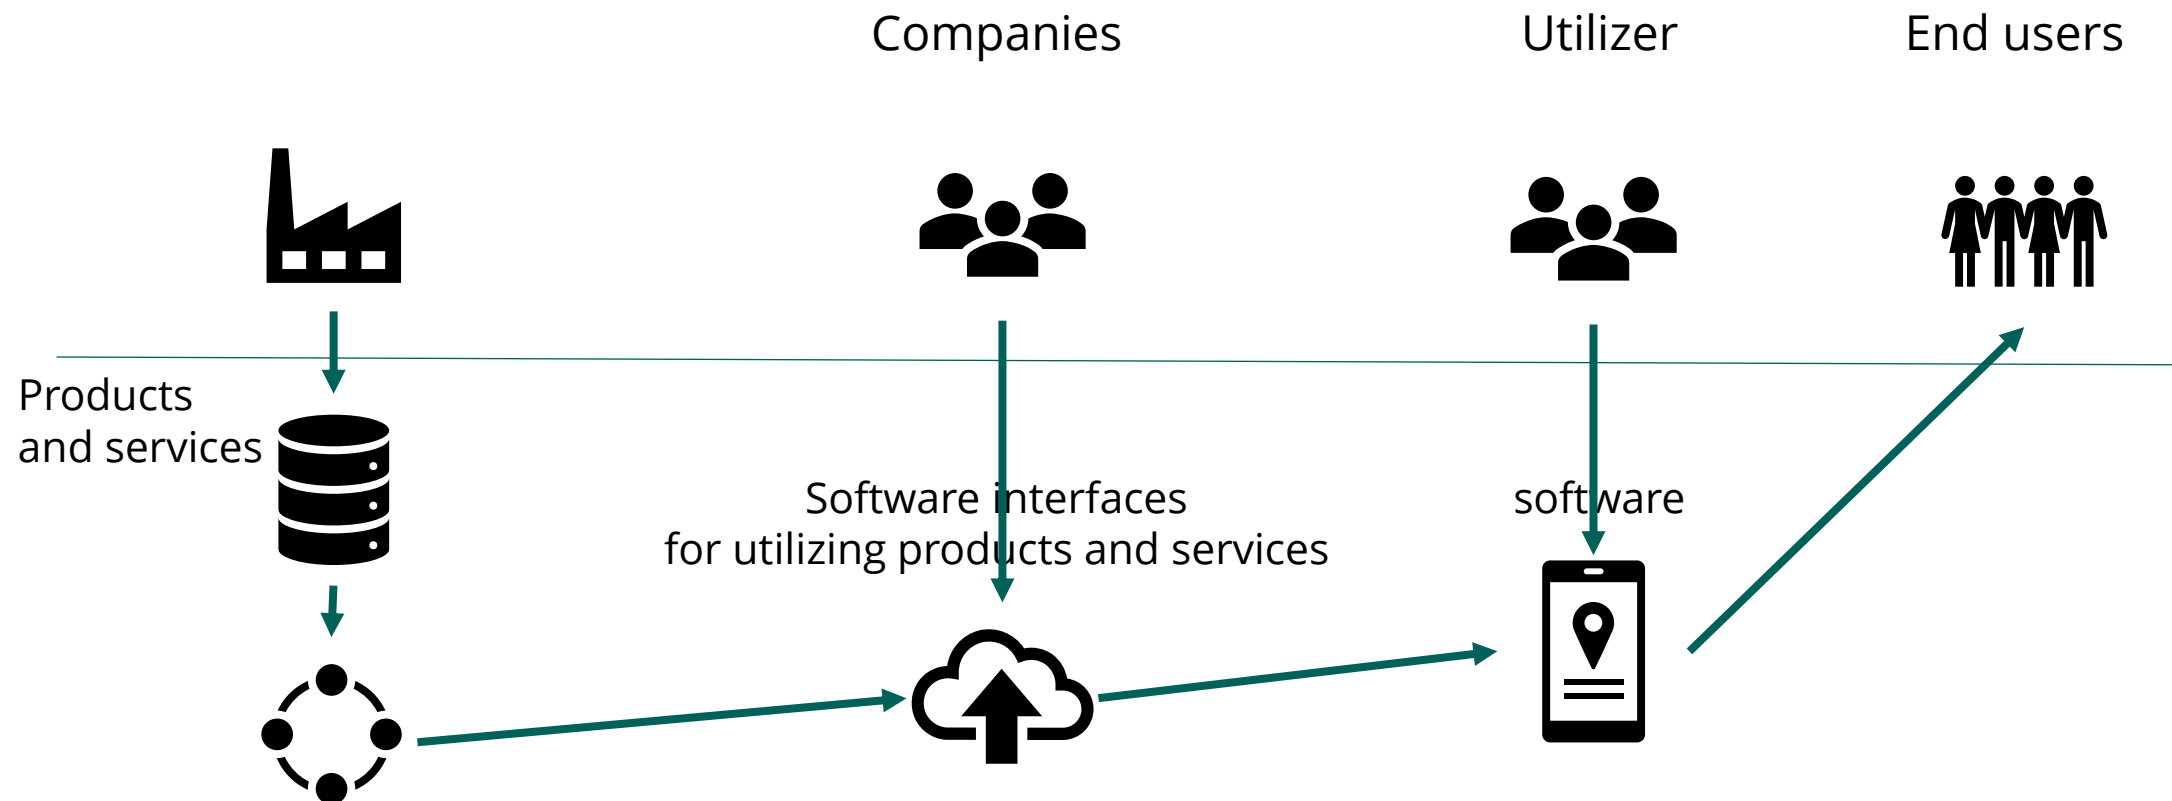 Companies
Utilizer
End users
Products
and services
Software interfaces
for utilizing products and services
software